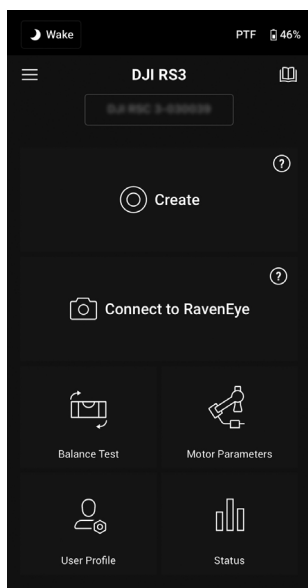 Wake PTF 46%
DJI RS3
?
Create
?
Connect to RavenEye
Balance Test Motor Parameters
User Profile Status